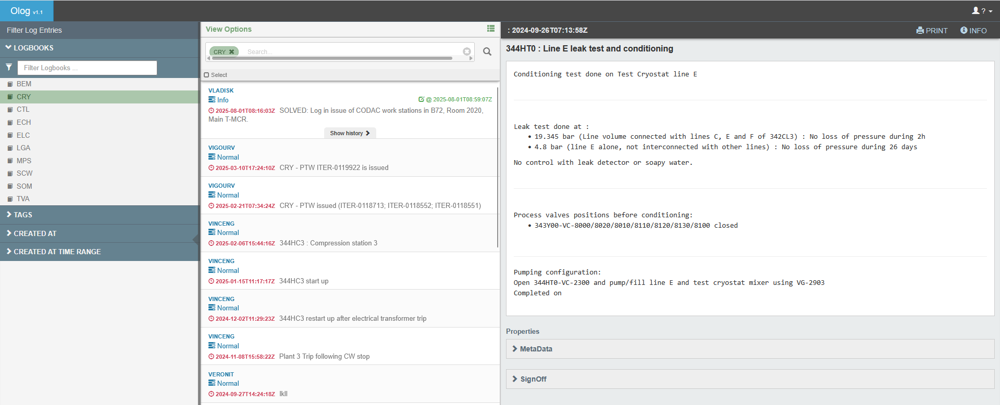 Olog v1.1
?
Filter Log Entries
LOGBOOKS
Filter Logbooks ...
BEM
CRY
CTL
ECH
ELC
LGA
MPS
SCW
SOM
TVA
TAGS
CREATED AT
CREATED AT TIME RANGE
View Options
CRY
Search...
Select
VLADISK
Info
@ 2025-08-01T08:59:07Z
2025-08-01T08:16:03Z SOLVED: Log in issue of CODAC work stations in B72, Room 2020,
Main T-MCR.
Show history
VIGOURV
Normal
2025-03-10T17:24:10Z CRY - PTW ITER-0119922 is issued
VIGOURV
Normal
2025-02-21T07:34:24Z CRY - PTW issued (ITER-0118713; ITER-0118552; ITER-0118551)
VINCENG
Normal
2025-02-06T15:44:16Z 344HC3 : Compression station 3
VINCENG
Normal
2025-01-15T11:17:17Z 344HC3 start up
VINCENG
Normal
2024-12-02T11:29:23Z 344HC3 restart up after electrical transformer trip
VINCENG
Normal
2024-11-08T15:58:22Z Plant 3 Trip following CW stop
VERONIT
Normal
2024-09-27T14:24:18Z lkll
: 2024-09-26T07:13:58Z
PRINT
INFO
344HT0 : Line E leak test and conditioning
Conditioning test done on Test Cryostat line E
Leak test done at :
• 19.345 bar (Line volume connected with lines C, E and F of 342CL3) : No loss of pressure during 2h
• 4.8 bar (line E alone, not interconnected with other lines) : No loss of pressure during 26 days
No control with leak detector or soapy water.
Process valves positions before conditioning:
• 343Y00-VC-8000/8020/8010/8110/8120/8130/8100 closed
Pumping configuration:
Open 344HT0-VC-2300 and pump/fill line E and test cryostat mixer using VG-2903
Completed on
Properties
MetaData
SignOff